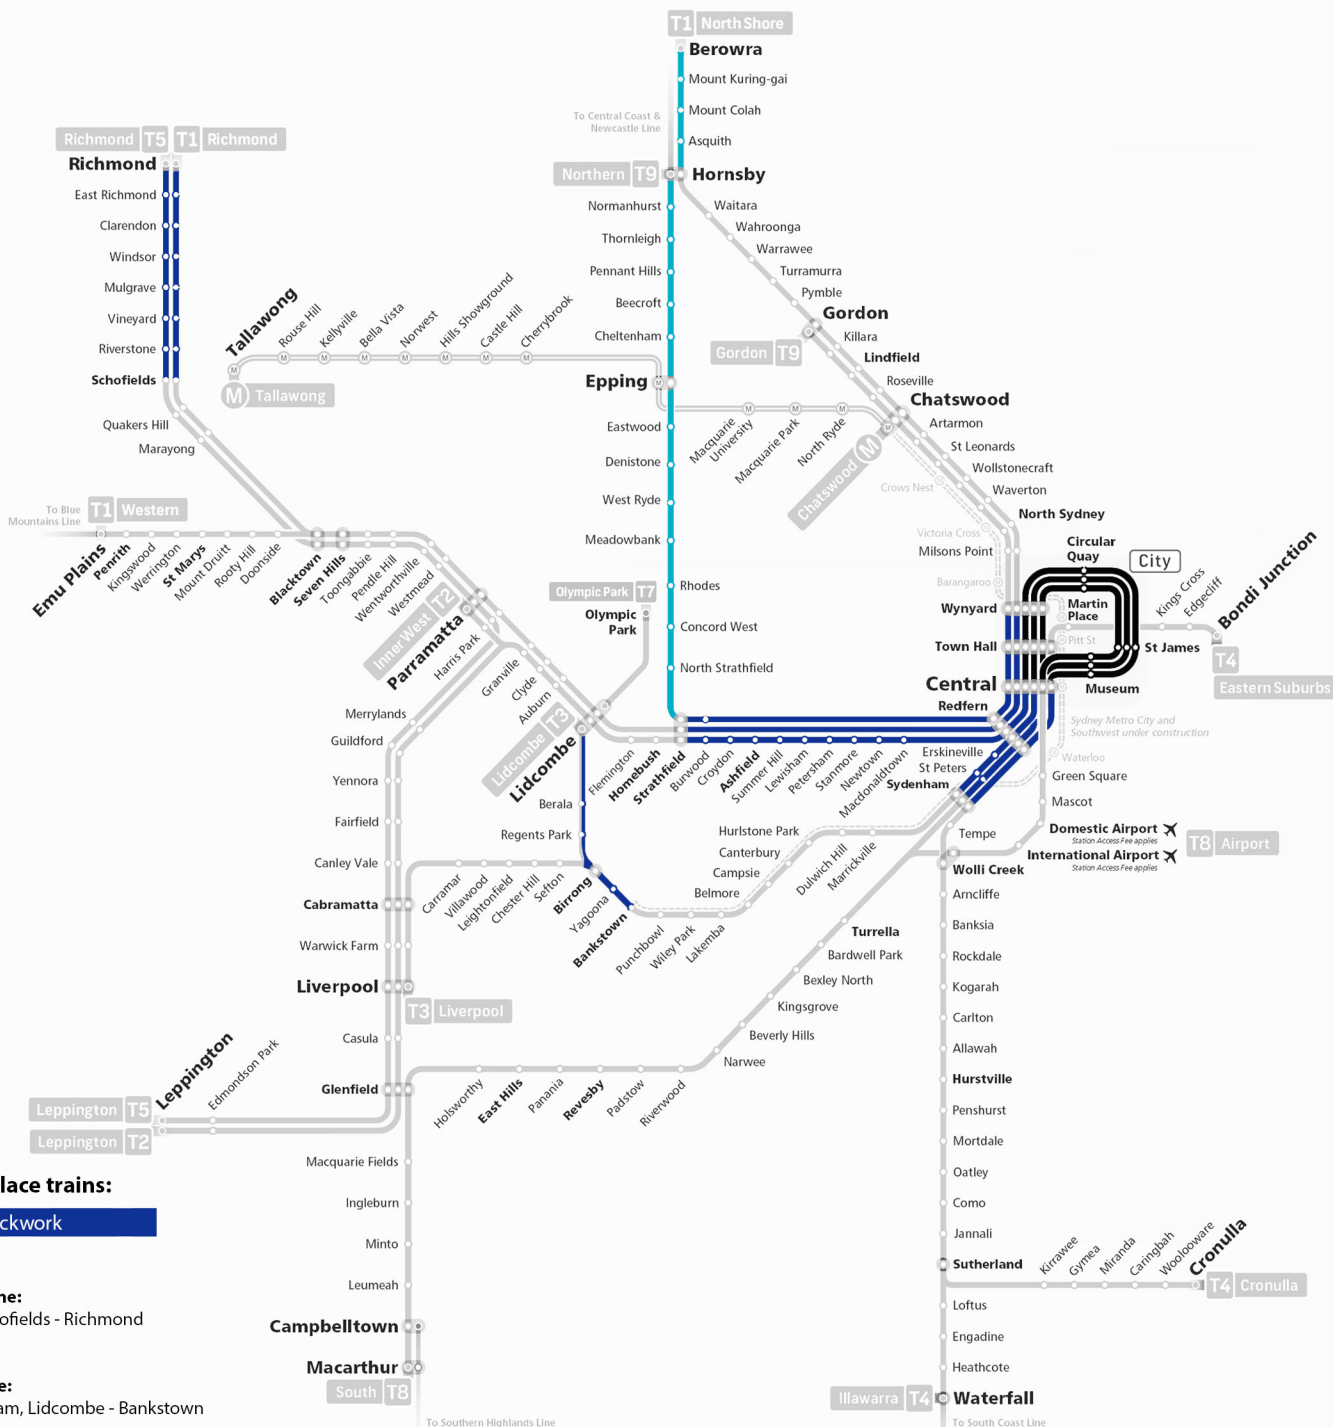 T1 North Shore
Berowra
Mount Kuring-gai
Mount Colah
Asquith
To Central Coast &
Newcastle Line
Northern T9
Hornsby
Richmond T5 T1 Richmond
Richmond
East Richmond
Clarendon
Windsor
Mulgrave
Vineyard
Riverstone
Schofields
Quakers Hill
Marayong
Normanhurst
Thornleigh
Pennant Hills
Beecroft
Cheltenham
Epping
Eastwood
Denistone
West Ryde
Meadowbank
Rhodes
Concord West
North Strathfield
Waitara
Wahroonga
Warrawee
Turramurra
Pymble
Gordon
Gordon T9
Killara
Lindfield
Roseville
Chatswood
Artarmon
St Leonards
Wollstonecraft
Waverton
North Sydney
Milsons Point
Tallawong
Rouse Hill
Kellyville
Bella Vista
Norwest
Hills Showground
Castle Hill
Cherrybrook
M Tallawong
Macquarie
University
Macquarie Park
North Ryde
Chatswood M
Crows Nest
Victoria Cross
Barangaroo
To Blue
Mountains Line
T1 Western
Emu Plains
Penrith
Kingswood
Werrington
St Marys
Mount Druitt
Rooty Hill
Doonside
Blacktown
Seven Hills
Toongabbie
Pendle Hill
Wentworthville
Westmead
Inner West T2
Parramatta
Harris Park
Granville
Clyde
Auburn
Lidcombe T3
Lidcombe
Olympic Park T7
Olympic
Park
Flemington
Homebush
Strathfield
Burwood
Croydon
Ashfield
Summer Hill
Lewisham
Petersham
Stanmore
Newtown
Macdonaldtown
Circular
Quay
City
Wynyard
Martin
Place
Town Hall
Pitt St
St James
Central
Museum
Redfern
Kings Cross
Edgecliff
Bondi Junction
T4
Eastern Suburbs
Sydney Metro City and
Southwest under construction
Waterloo
Erskineville
St Peters
Sydenham
Green Square
Mascot
Domestic Airport
Station Access Fee applies
International Airport
Station Access Fee applies
T8 Airport
Tempe
Wolli Creek
Arncliffe
Banksia
Rockdale
Kogarah
Carlton
Allawah
Hurstville
Penshurst
Mortdale
Oatley
Como
Jannali
Sutherland
Loftus
Engadine
Heathcote
Illawarra T4
Waterfall
To South Coast Line
Kirrawee
Gymea
Miranda
Caringbah
Woolooware
Cronulla
T4 Cronulla
Merrylands
Guildford
Yennora
Fairfield
Canley Vale
Cabramatta
Warwick Farm
Liverpool
T3 Liverpool
Casula
Glenfield
Berala
Regents Park
Carramar
Villawood
Leightonfield
Chester Hill
Sefton
Birrong
Yagoona
Bankstown
Punchbowl
Wiley Park
Lakemba
Belmore
Campsie
Canterbury
Hurlstone Park
Dulwich Hill
Marrickville
Turrella
Bardwell Park
Bexley North
Kingsgrove
Beverly Hills
Narwee
Riverwood
Padstow
Revesby
Panania
East Hills
Holsworthy
Leppington
Edmondson Park
Leppington T5
Leppington T2
Macquarie Fields
Ingleburn
Minto
Leumeah
Campbelltown
Macarthur
South T8
To Southern Highlands Line
lace trains:
ckwork
ne:
ofields - Richmond
e:
am, Lidcombe - Bankstown